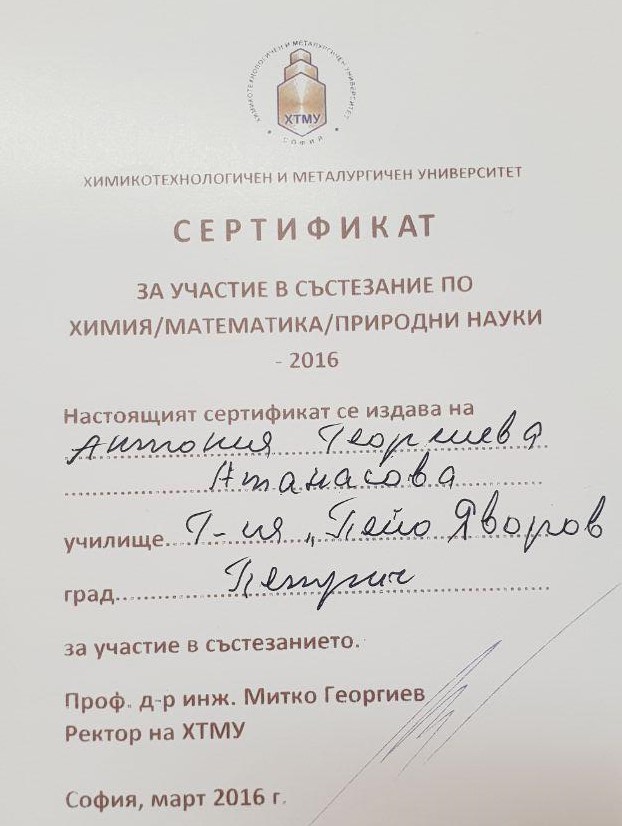 ХИМИКОТЕХНОЛОГИЧЕН И МЕТАЛУРГИЧЕН УНИВЕРСИТЕТ
ХТМУ
СОФИЯ
ХИМИКОТЕХНОЛОГИЧЕН И МЕТАЛУРГИЧЕН УНИВЕРСИТЕТ
СЕРТИФИКАТ
ЗА УЧАСТИЕ В СЪСТЕЗАНИЕ ПО
ХИМИЯ/МАТЕМАТИКА/ПРИРОДНИ НАУКИ
- 2016
Настоящият сертификат се издава на
Антония Георгиева
Атанасова
училище.. Г-ия „Пейо Яворов
град.... Петрич
за участие в състезанието.
Проф. д-р инж. Митко Георгиев
Ректор на ХТМУ
София, март 2016 г.